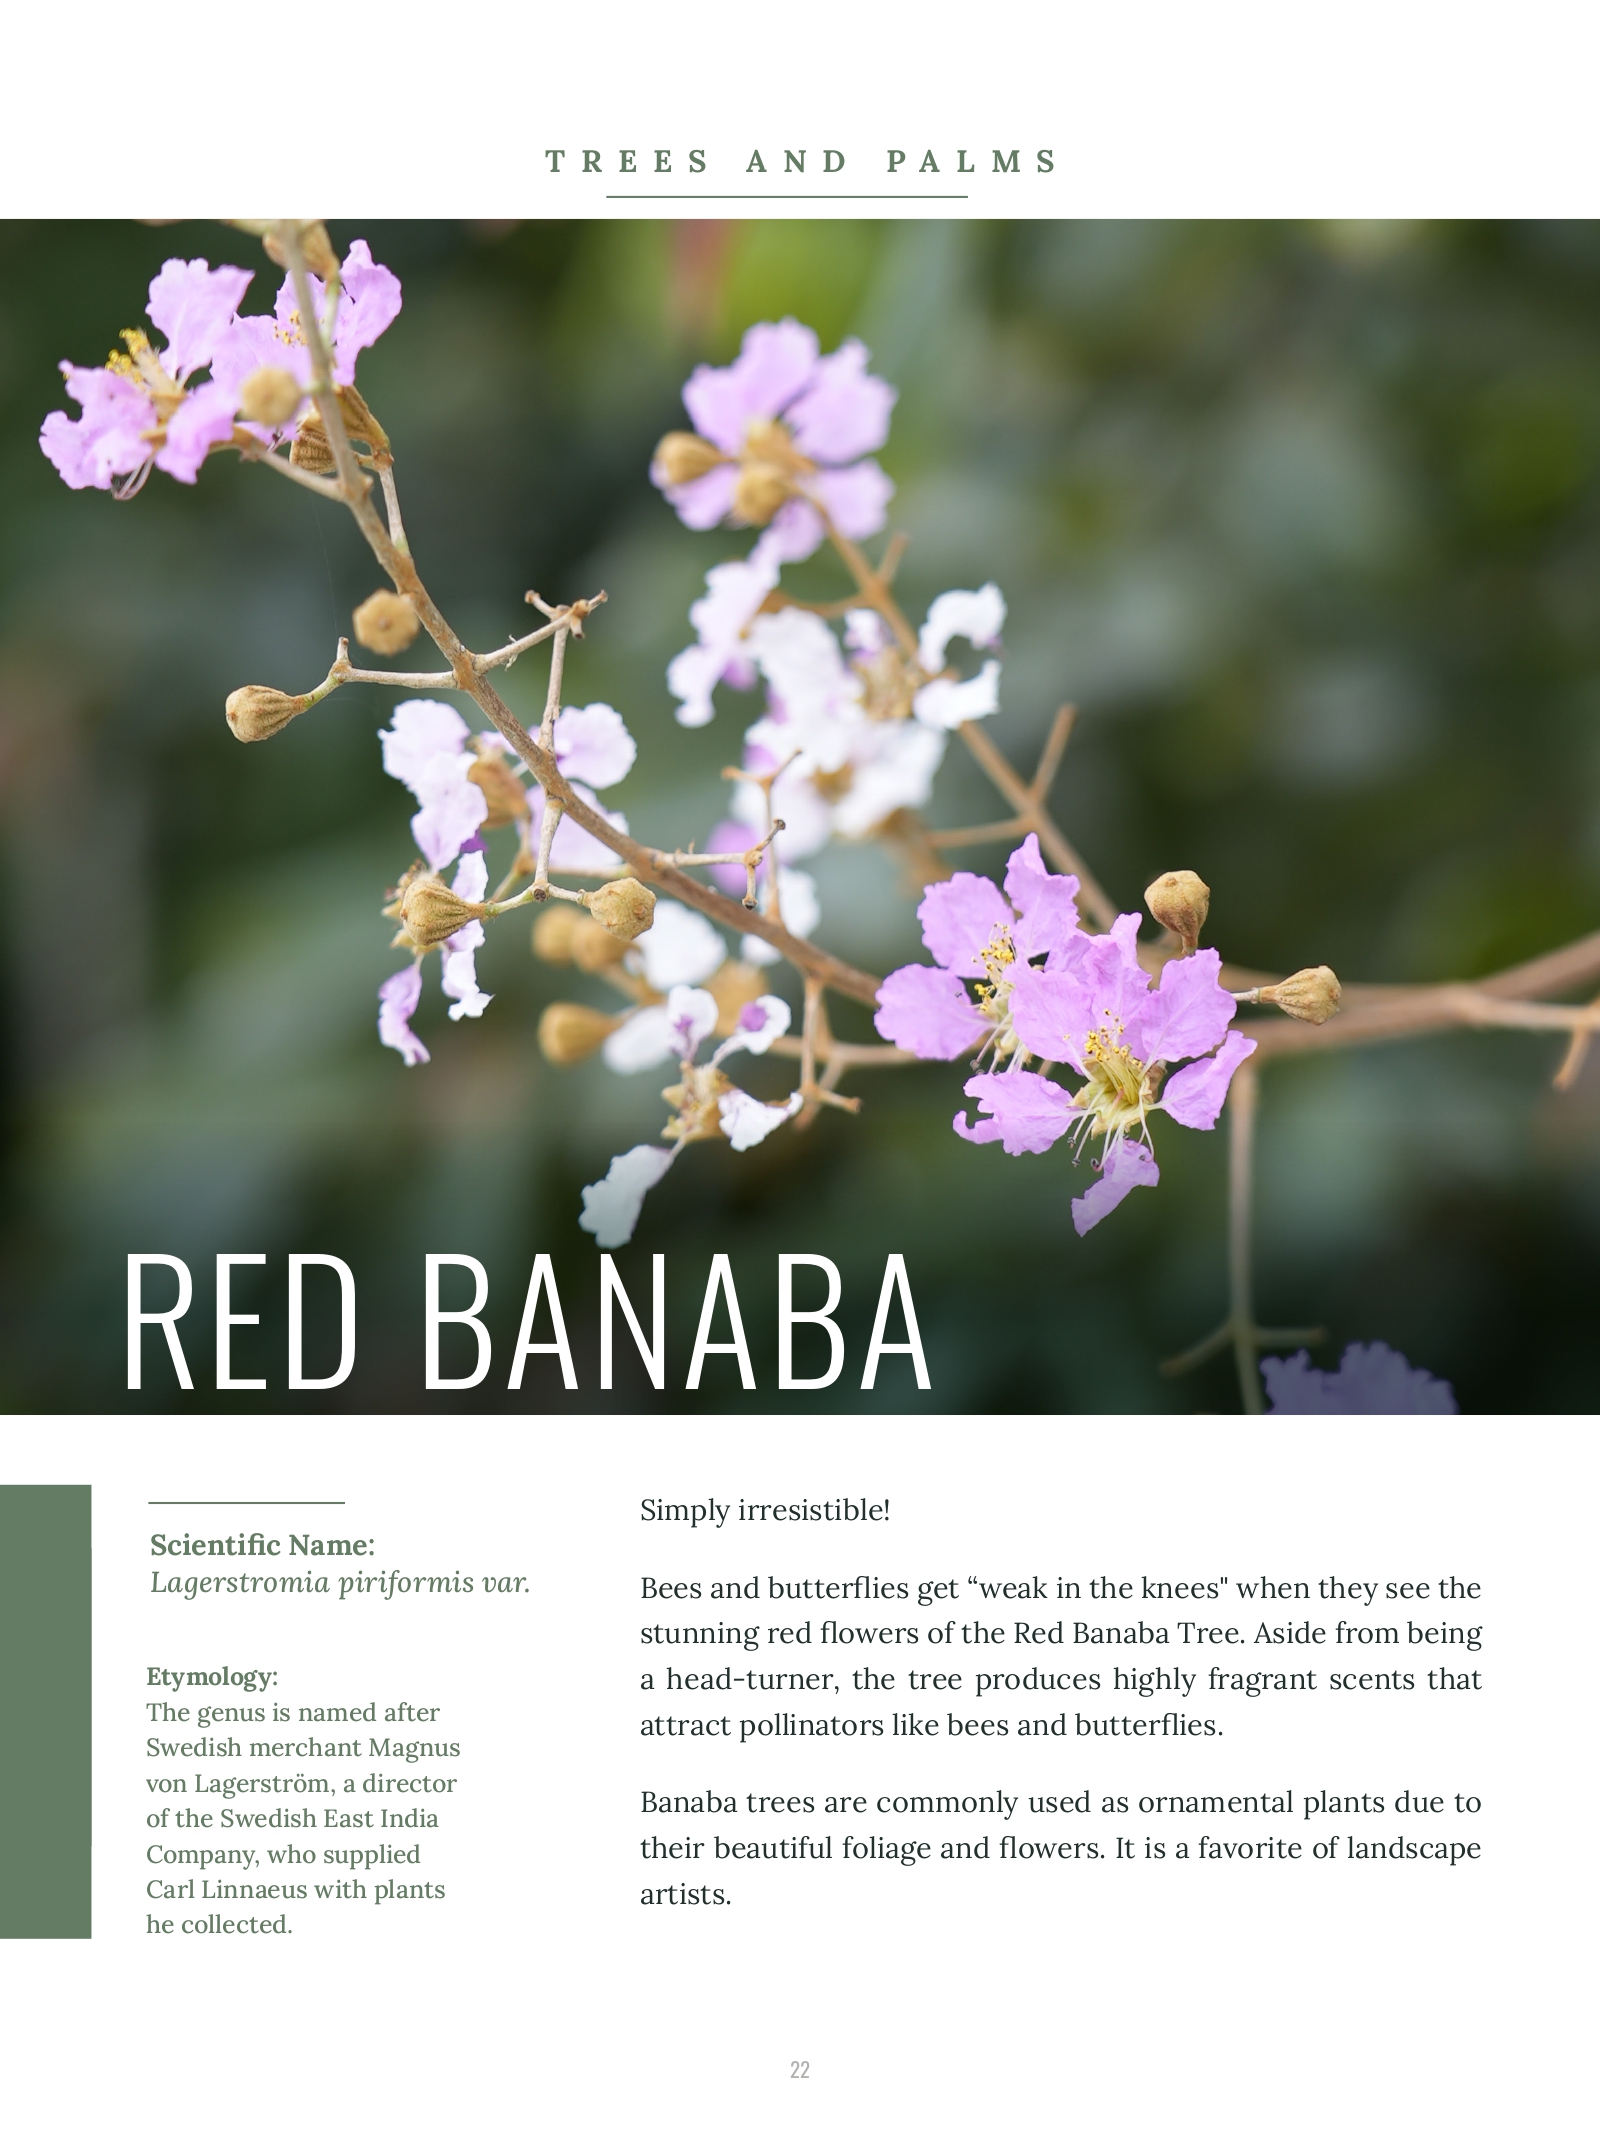 TREES AND PALMS
RED BANABA
Scientific Name:
Lagerstromia piriformis var.
Etymology:
The genus is named after
Swedish merchant Magnus
von Lagerström, a director
of the Swedish East India
Company, who supplied
Carl Linnaeus with plants
he collected.
Simply irresistible!
Bees and butterflies get “weak in the knees" when they see the
stunning red flowers of the Red Banaba Tree. Aside from being
a head-turner, the tree produces highly fragrant scents that
attract pollinators like bees and butterflies.
Banaba trees are commonly used as ornamental plants due to
their beautiful foliage and flowers. It is a favorite of landscape
artists.
22